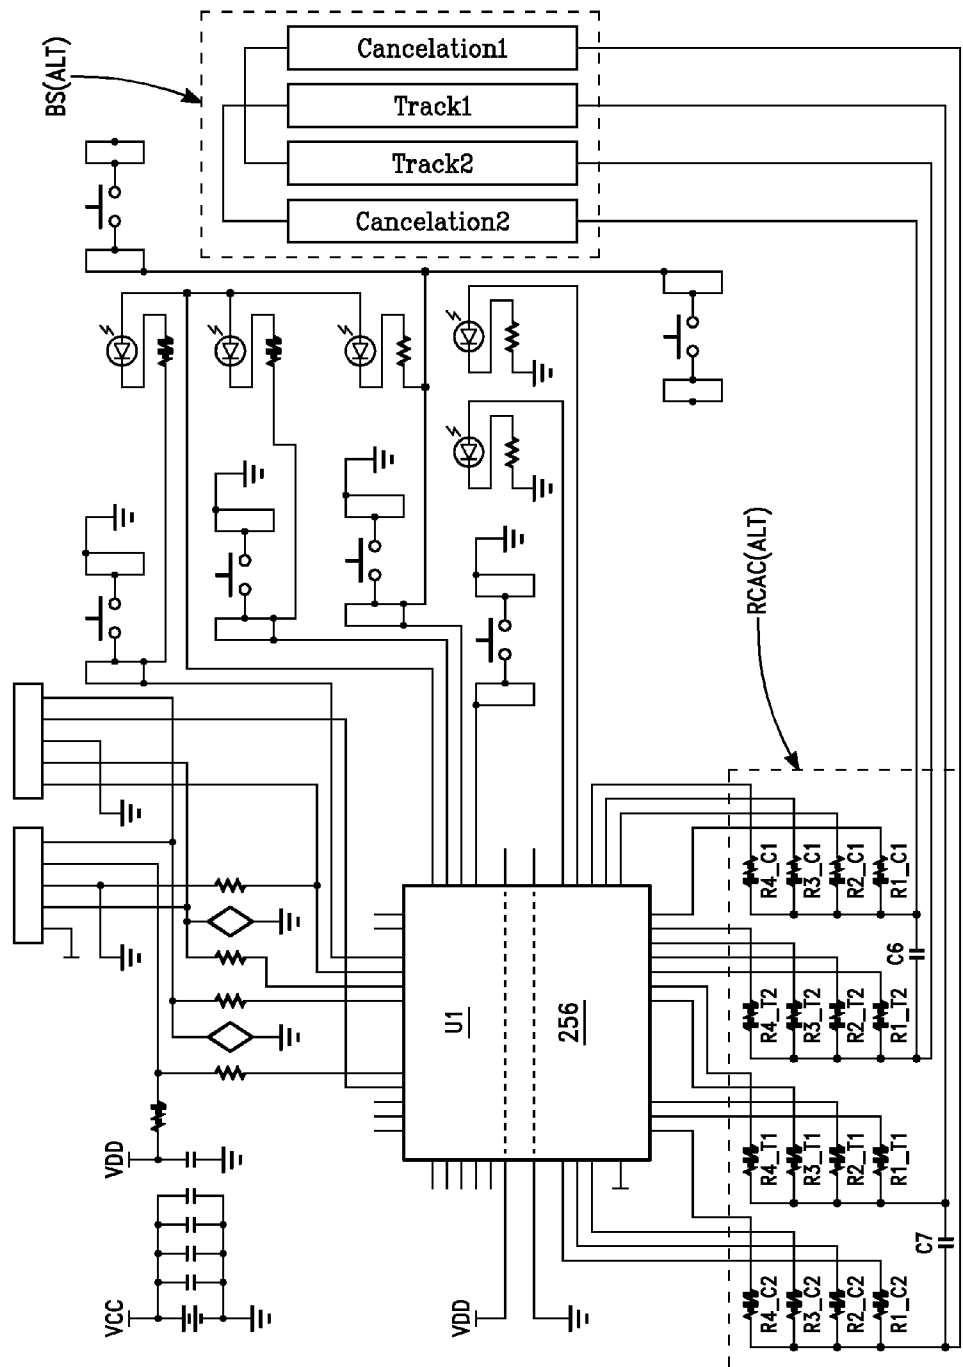 BS(ALT)
Cancelation1
Track1
Track2
Cancelation2
RCAC(ALT)
R4_C1
R3_C1
R2_C1
R1_C1
C6
U1
256
R4_T2
R3_T2
R2_T2
R1_T2
VDD
R4_T1
R3_T1
R2_T1
R1_T1
C7
VCC
VDD
R4_C2
R3_C2
R2_C2
R1_C2